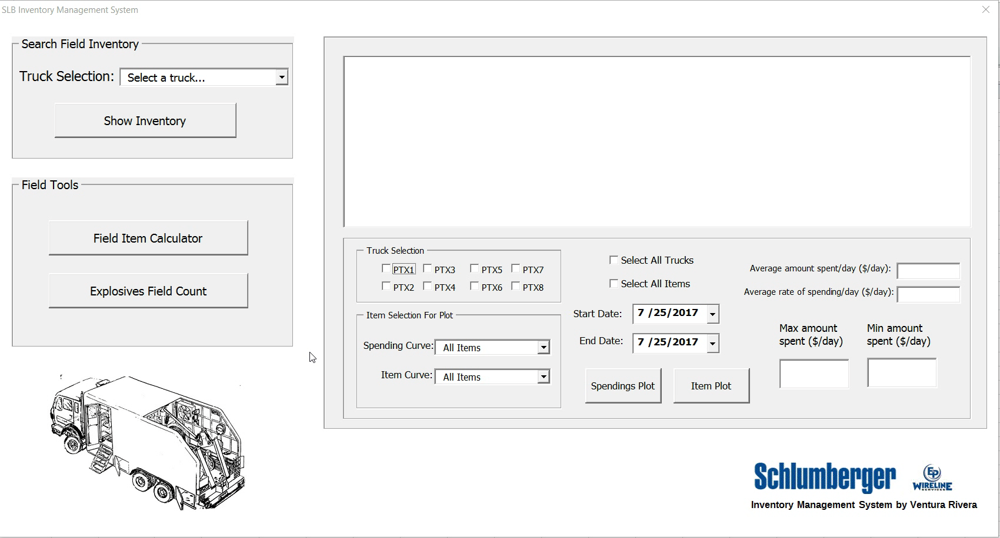 SLB Inventory Management System
Search Field Inventory
Truck Selection: Select a truck...
Show Inventory
Field Tools
Field Item Calculator
Explosives Field Count
Truck Selection
PTX1 PTX3 PTX5 PTX7
PTX2 PTX4 PTX6 PTX8
Item Selection For Plot
Spending Curve: All Items
Item Curve: All Items
Select All Trucks
Select All Items
Start Date: 7 /25/2017
End Date: 7 /25/2017
Spendings Plot Item Plot
Average amount spent/day ($/day):
Average rate of spending/day ($/day):
Max amount
spent ($/day)
Min amount
spent ($/day)
Schlumberger
EP
WIRELINE
SERVICES
Inventory Management System by Ventura Rivera